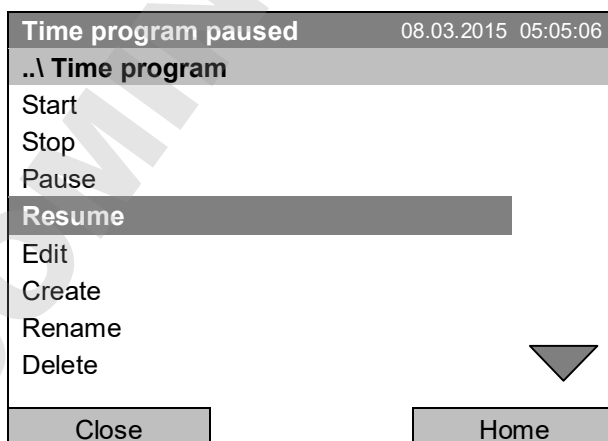 Time program paused 08.03.2015 05:05:06
..\ Time program
Start
Stop
Pause
Resume
Edit
Create
Rename
Delete
Close Home